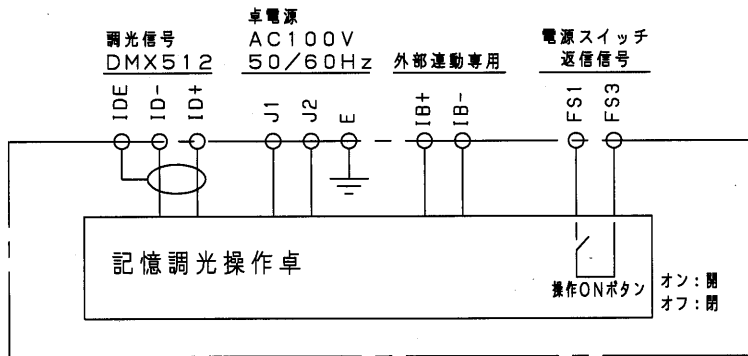 調光信号
DMX512
卓電源
AC100V
50/60Hz
外部連動専用
電源スイッチ
返信信号
IDE
ID-
ID+
J1
J2
E
IB+
IB-
FS1
FS3
記憶調光操作卓
操作ONボタン
オン:開
オフ:閉